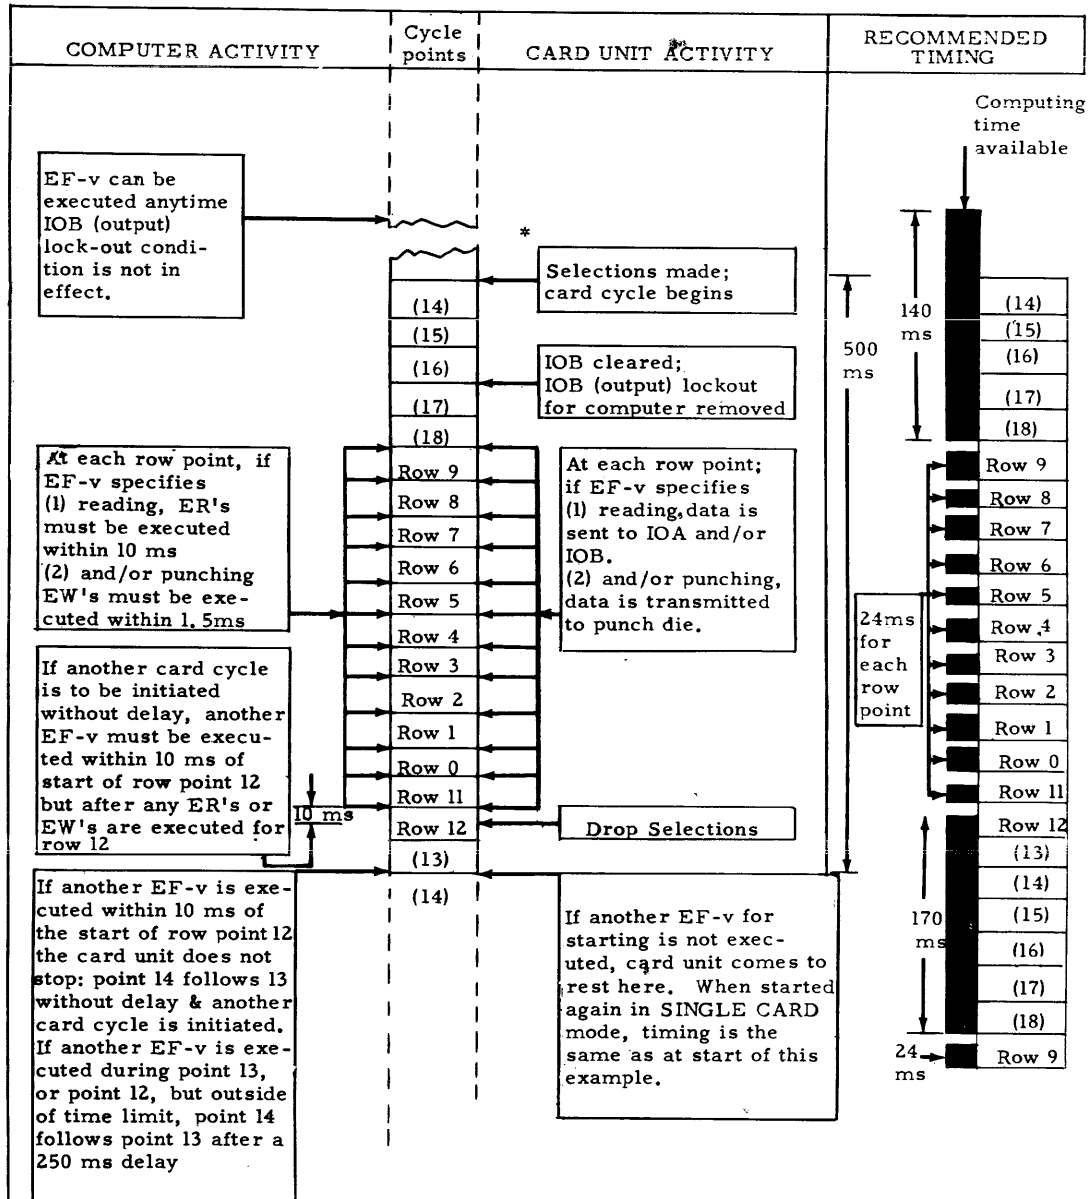 COMPUTER ACTIVITY
Cycle
points
CARD UNIT ACTIVITY
RECOMMENDED
TIMING
Computing
time
available
EF-v can be
executed anytime
IOB (output)
lock-out condi-
tion is not in
effect.
*
Selections made;
card cycle begins
IOB cleared;
IOB (output) lockout
for computer removed
(14)
(15)
(16)
(17)
(18)
Row 9
Row 8
Row 7
Row 6
Row 5
Row 4
Row 3
Row 2
Row 1
Row 0
Row 11
Row 12
(13)
(14)
At each row point, if
EF-v specifies
(1) reading, ER's
must be executed
within 10 ms
(2) and/or punching
EW's must be exe-
cuted within 1.5ms
At each row point;
if EF-v specifies
(1) reading, data is
sent to IOA and/or
IOB.
(2) and/or punching,
data is transmitted
to punch die.
If another card cycle
is to be initiated
without delay, another
EF-v must be execu-
ted within 10 ms of
start of row point 12
but after any ER's or
EW's are executed for
row 12
10 ms
Drop Selections
If another EF-v is exe-
cuted within 10 ms of
the start of row point 12
the card unit does not
stop: point 14 follows 13
without delay & another
card cycle is initiated.
If another EF-v is exe-
cuted during point 13,
or point 12, but outside
of time limit, point 14
follows point 13 after a
250 ms delay
If another EF-v for
starting is not exec-
uted, card unit comes to
rest here. When started
again in SINGLE CARD
mode, timing is the
same as at start of this
example.
500
ms
140
ms
24ms
for
each
row
point
170
ms
24
ms
(14)
(15)
(16)
(17)
(18)
Row 9
Row 8
Row 7
Row 6
Row 5
Row 4
Row 3
Row 2
Row 1
Row 0
Row 11
Row 12
(13)
(14)
(15)
(16)
(17)
(18)
Row 9